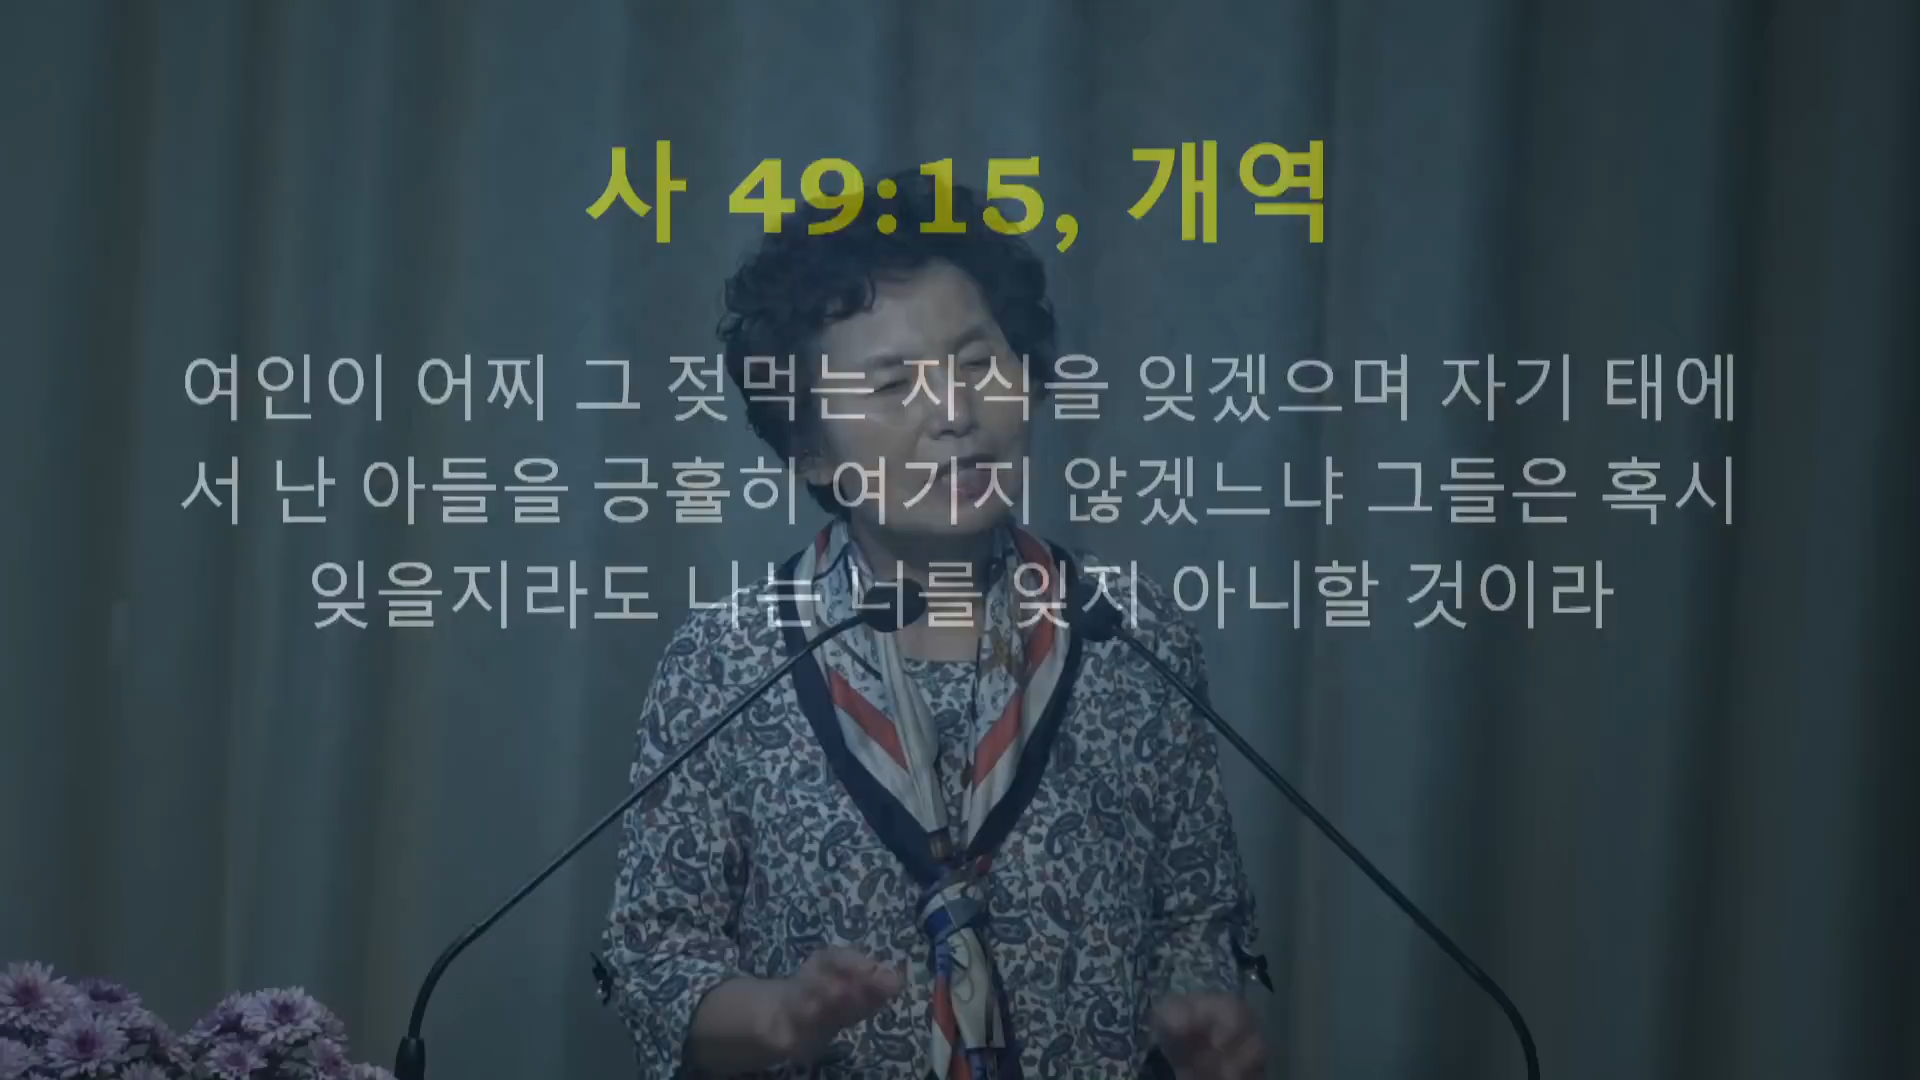 사 49:15, 개역
여인이 어찌 그 젖먹는 자식을 잊겠으며 자기 태에
서 난 아들을 긍휼히 여기지 않겠느냐 그들은 혹시
잊을지라도 나는 너를 잊지 아니할 것이라